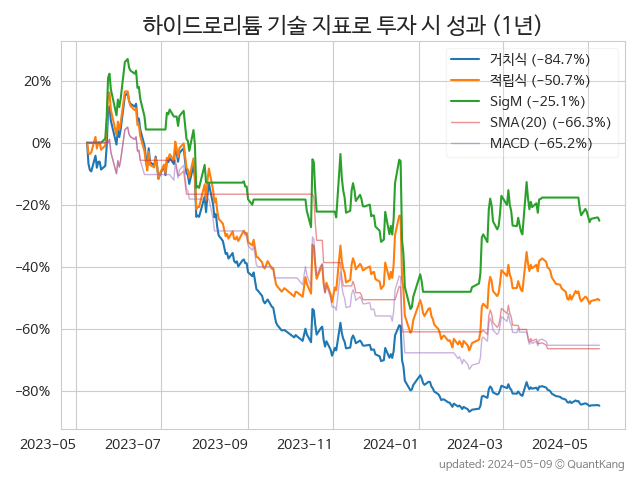 하이드로리튬 기술 지표로 투자 시 성과 (1년)
거치식 (−84.7%)
적립식 (−50.7%)
SigM (−25.1%)
SMA(20) (−66.3%)
MACD (−65.2%)
20%
0%
−20%
−40%
−60%
−80%
2023-05 2023-07 2023-09 2023-11 2024-01 2024-03 2024-05
updated: 2024-05-09 © QuantKang